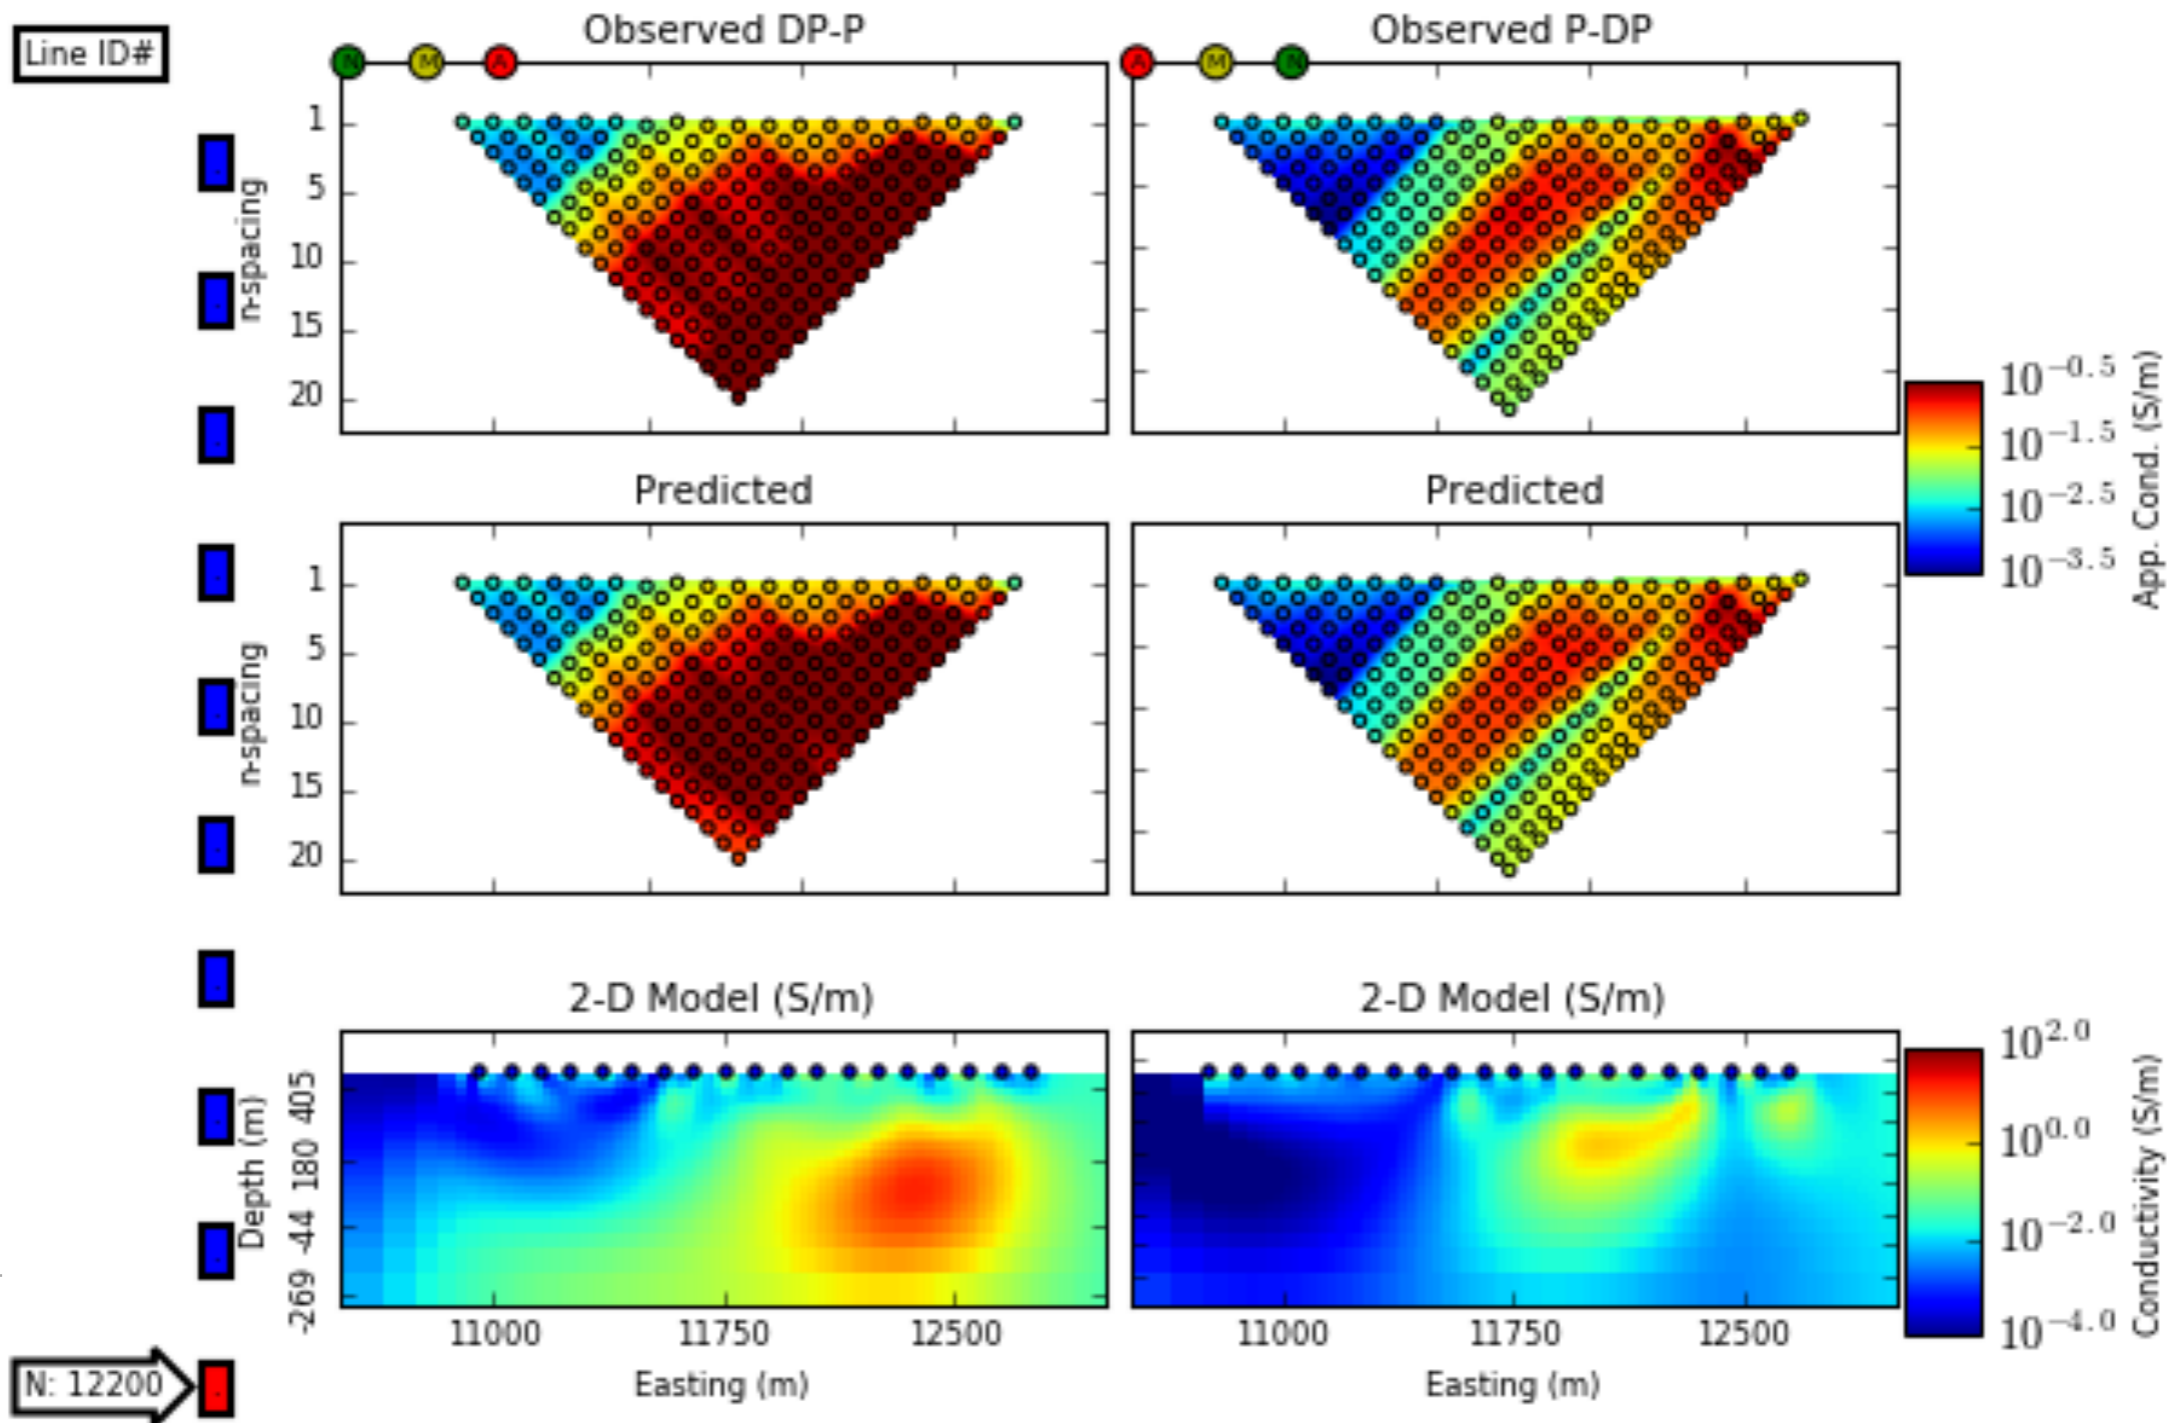 Line ID#
Observed DP-P
Observed P-DP
N M A
A M N
n-spacing
1
5
10
15
20
10^-0.5
10^-1.5
10^-2.5
10^-3.5
App. Cond. (S/m)
Predicted
Predicted
n-spacing
1
5
10
15
20
2-D Model (S/m)
2-D Model (S/m)
Depth (m)
405
180
-44
-269
10^2.0
10^0.0
10^-2.0
10^-4.0
Conductivity (S/m)
11000 11750 12500
11000 11750 12500
Easting (m)
Easting (m)
N: 12200